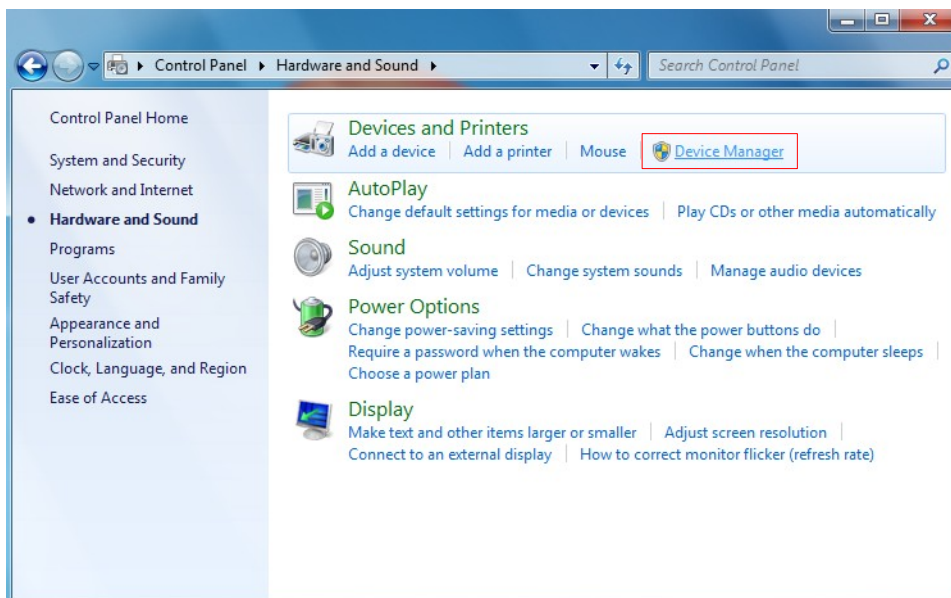 Control Panel Hardware and Sound
Search Control Panel
Control Panel Home
System and Security
Network and Internet
Hardware and Sound
Programs
User Accounts and Family
Safety
Appearance and
Personalization
Clock, Language, and Region
Ease of Access
Devices and Printers
Add a device Add a printer Mouse Device Manager
AutoPlay
Change default settings for media or devices Play CDs or other media automatically
Sound
Adjust system volume Change system sounds Manage audio devices
Power Options
Change power-saving settings Change what the power buttons do
Require a password when the computer wakes Change when the computer sleeps
Choose a power plan
Display
Make text and other items larger or smaller Adjust screen resolution
Connect to an external display How to correct monitor flicker (refresh rate)